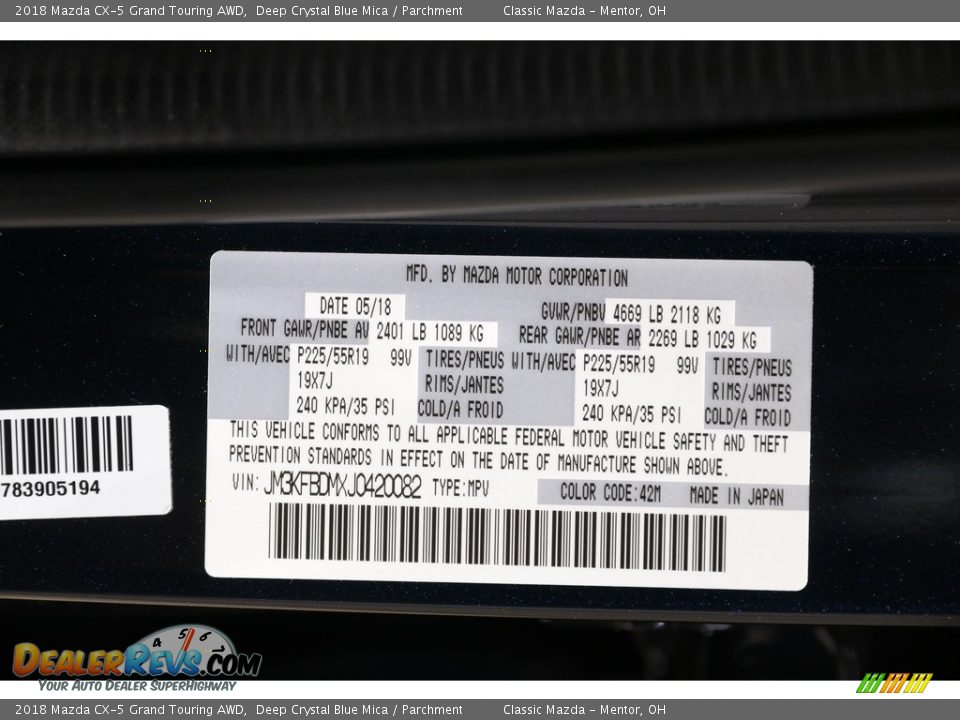 2018 Mazda CX-5 Grand Touring AWD, Deep Crystal Blue Mica / Parchment Classic Mazda - Mentor, OH
MFD. BY MAZDA MOTOR CORPORATION
DATE 05/18 GVWR/PNBV 4669 LB 2118 KG
FRONT GAWR/PNBE AV 2401 LB 1089 KG REAR GAWR/PNBE AR 2269 LB 1029 KG
WITH/AVEC P225/55R19 99V TIRES/PNEUS WITH/AVEC P225/55R19 99V TIRES/PNEUS
19X7J RIMS/JANTES 19X7J RIMS/JANTES
240 KPA/35 PSI COLD/A FROID 240 KPA/35 PSI COLD/A FROID
THIS VEHICLE CONFORMS TO ALL APPLICABLE FEDERAL MOTOR VEHICLE SAFETY AND THEFT
PREVENTION STANDARDS IN EFFECT ON THE DATE OF MANUFACTURE SHOWN ABOVE.
VIN: JM3KFBDMXJ0420082 TYPE:MPV COLOR CODE:42M MADE IN JAPAN
783905194
4 5 6
DEALERREVS.COM
YOUR AUTO DEALER SUPERHIGHWAY
2018 Mazda CX-5 Grand Touring AWD, Deep Crystal Blue Mica / Parchment Classic Mazda - Mentor, OH